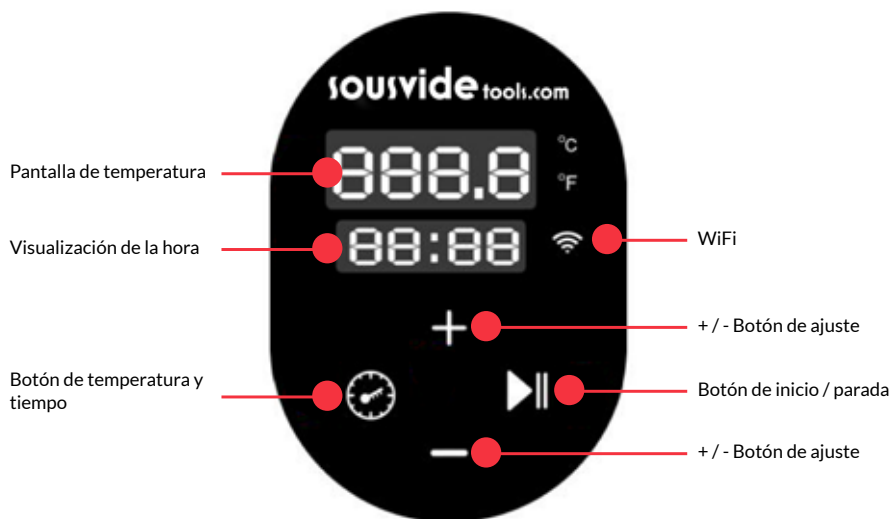 sousvide tools.com
888.8
°C
°F
Pantalla de temperatura
88:88
Visualización de la hora
WiFi
+ / - Botón de ajuste
Botón de temperatura y
tiempo
Botón de inicio / parada
+ / - Botón de ajuste